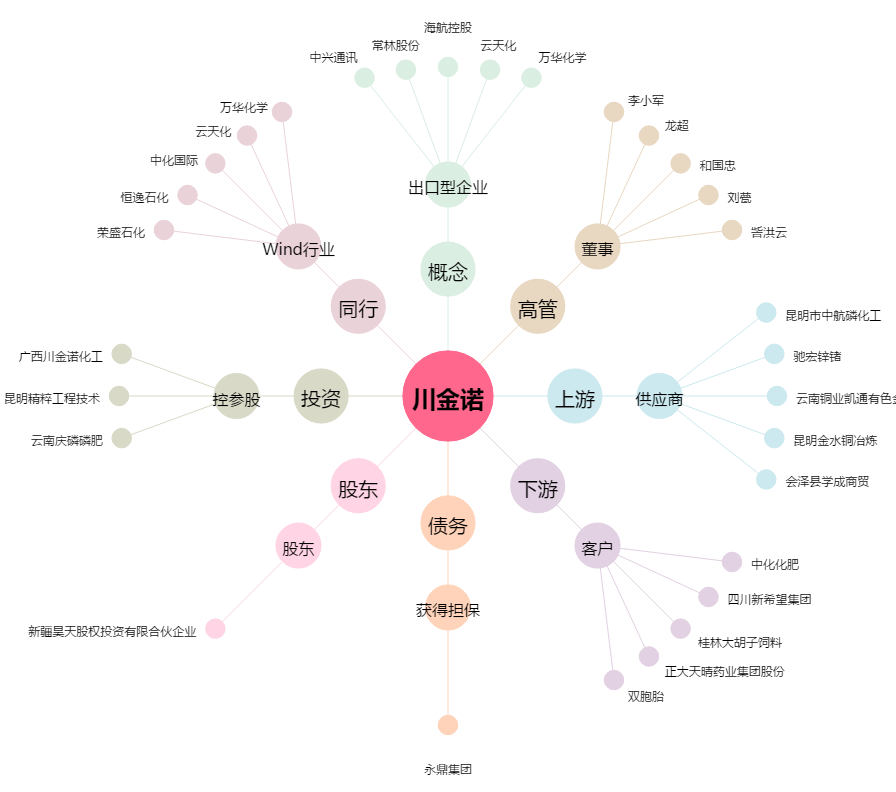 海航控股
常林股份
云天化
中兴通讯
万华化学
李小军
万华化学
龙超
云天化
中化国际
和国忠
出口型企业
恒逸石化
刘甍
荣盛石化
訾洪云
Wind行业
董事
概念
同行
高管
昆明市中航磷化工
广西川金诺化工
驰宏锌锗
昆明精粹工程技术
控参股
投资
川金诺
上游
供应商
云南铜业凯通有色金
云南庆磷磷肥
昆明金水铜冶炼
会泽县学成商贸
股东
下游
债务
股东
客户
中化化肥
四川新希望集团
获得担保
新疆昊天股权投资有限合伙企业
桂林大胡子饲料
正大天晴药业集团股份
双胞胎
永鼎集团